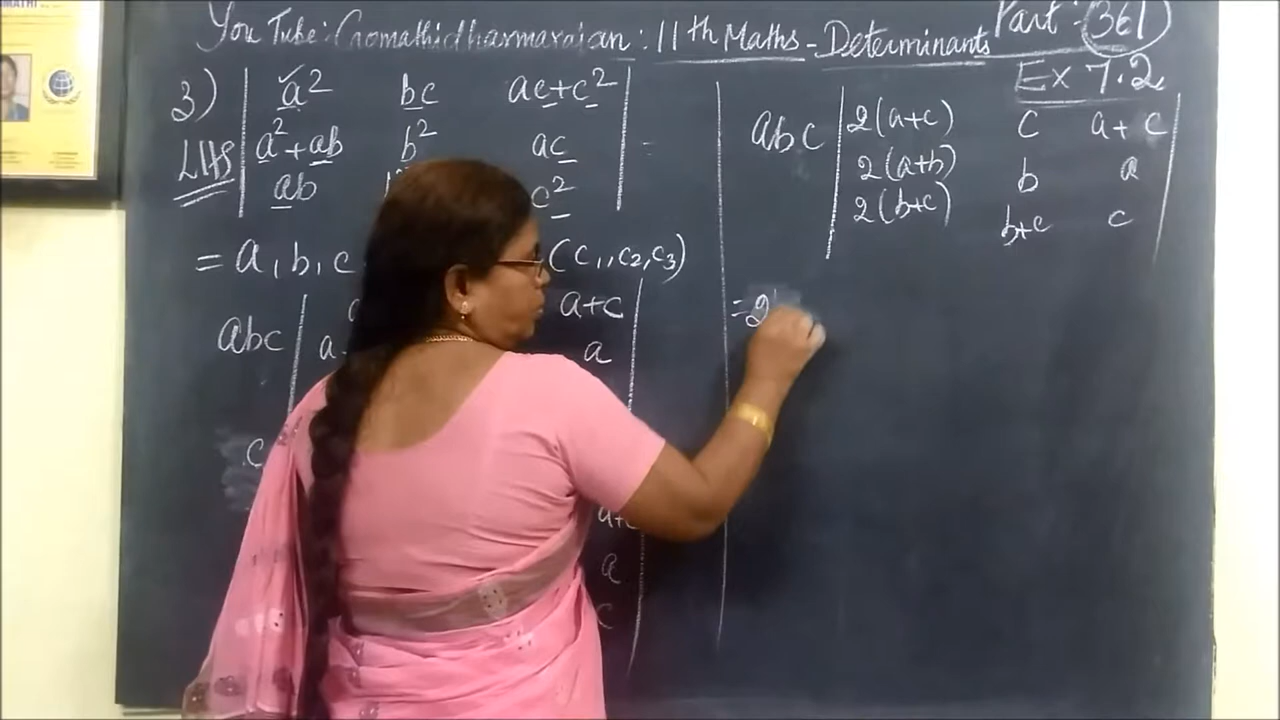 You Tube: Gomathidharmarajan: 11th Maths - Determinants Part: 361
Ex 7.2
3) a² bc ac+c²
LHS a²+ab b² ac =
ab c²
= a, b, c (c₁, c₂, c₃)
abc a+c
a
c
a+c
a
c
abc 2(a+c) c a+c
2(a+b) b a
2(b+c) b+c c
= 2